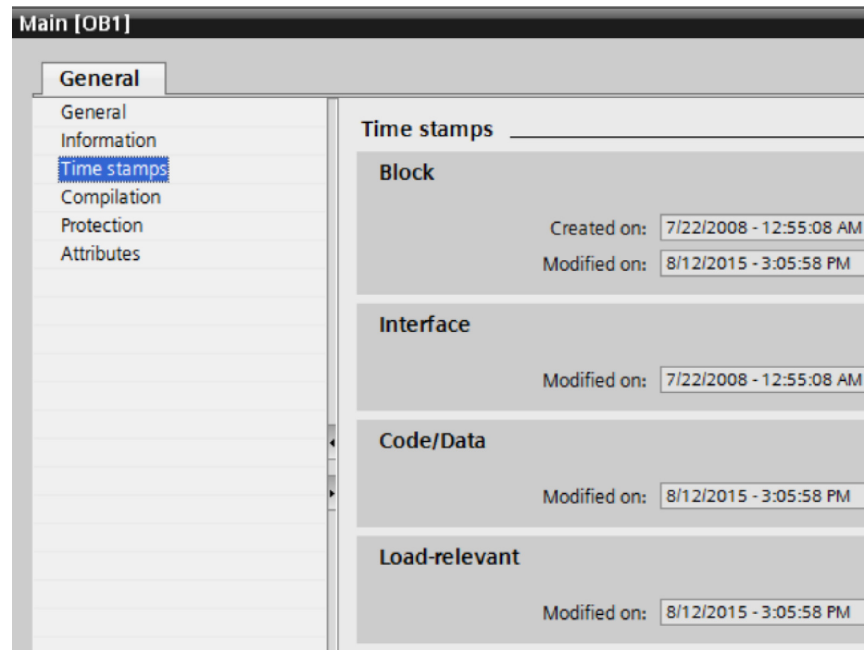 Main [OB1]
General
General
Information
Time stamps
Compilation
Protection
Attributes
Time stamps
Block
Created on: 7/22/2008 - 12:55:08 AM
Modified on: 8/12/2015 - 3:05:58 PM
Interface
Modified on: 7/22/2008 - 12:55:08 AM
Code/Data
Modified on: 8/12/2015 - 3:05:58 PM
Load-relevant
Modified on: 8/12/2015 - 3:05:58 PM